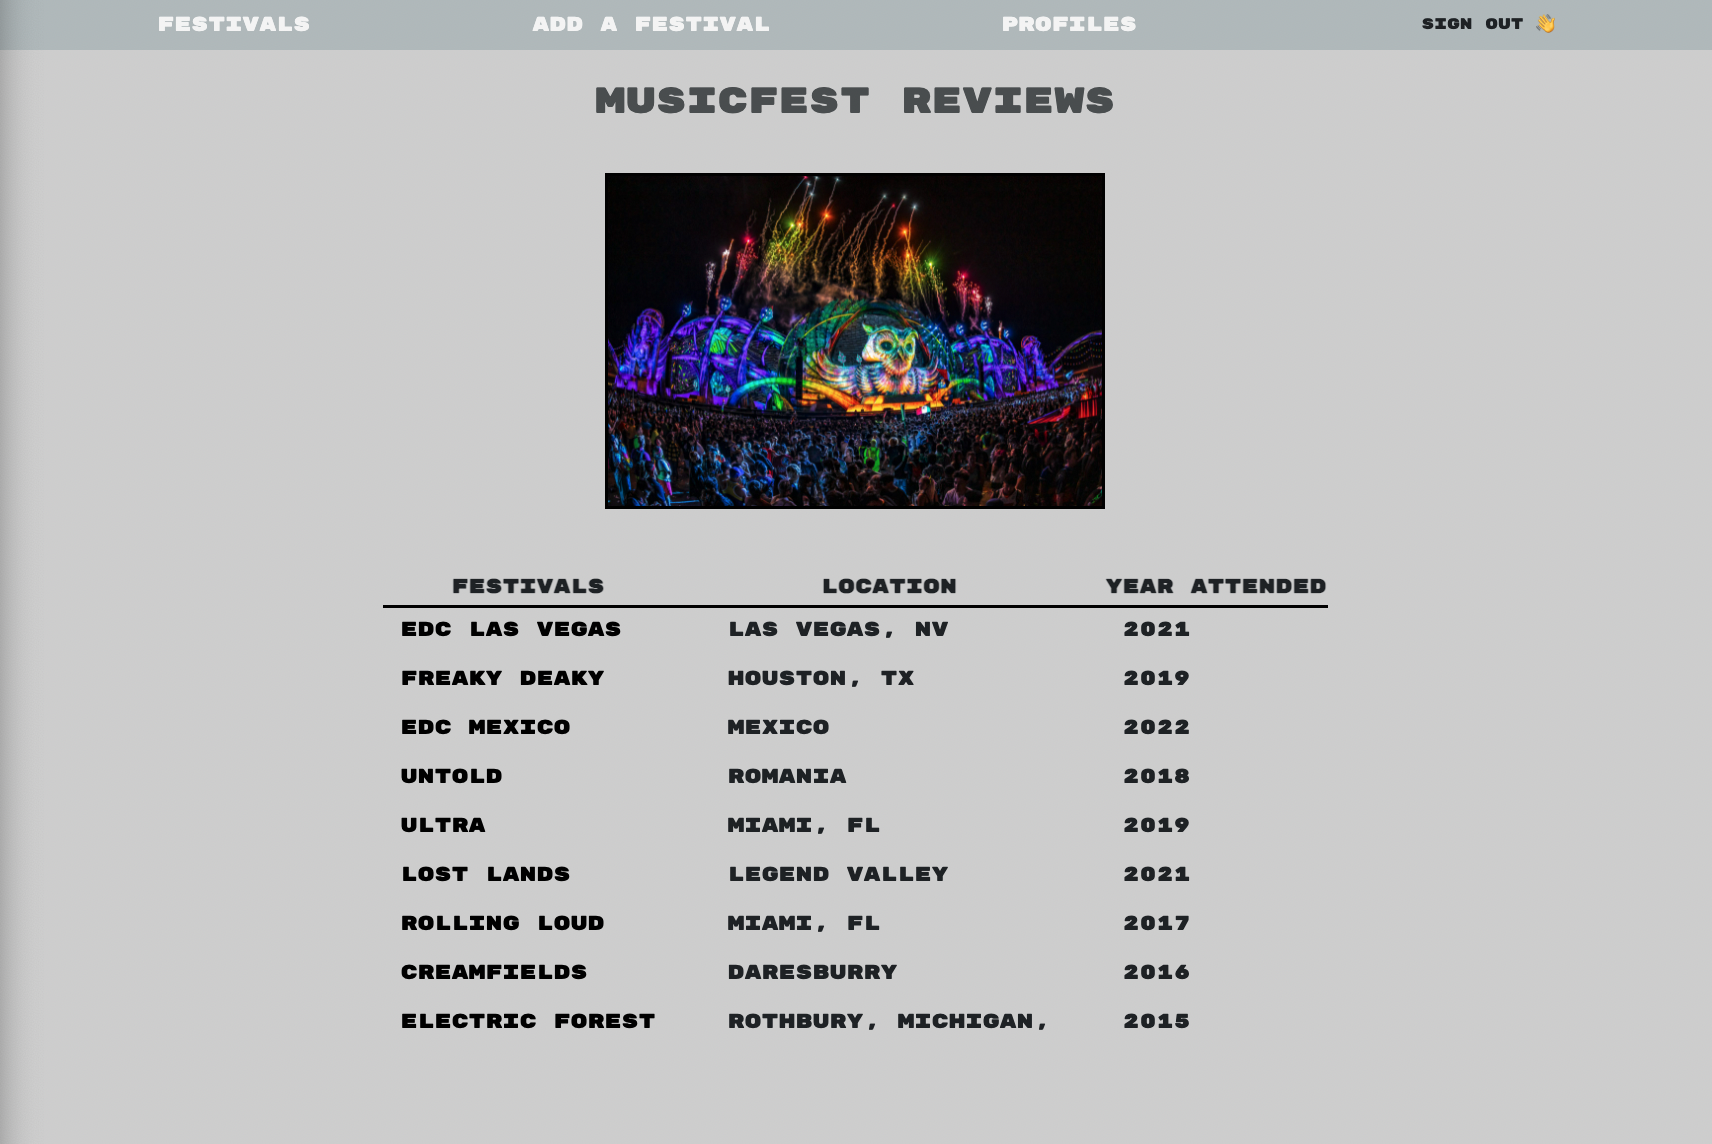 FESTIVALS ADD A FESTIVAL PROFILES SIGN OUT 👋
MUSICFEST REVIEWS
FESTIVALS LOCATION YEAR ATTENDED
EDC LAS VEGAS LAS VEGAS, NV 2021
FREAKY DEAKY HOUSTON, TX 2019
EDC MEXICO MEXICO 2022
UNTOLD ROMANIA 2018
ULTRA MIAMI, FL 2019
LOST LANDS LEGEND VALLEY 2021
ROLLING LOUD MIAMI, FL 2017
CREAMFIELDS DARESBURRY 2016
ELECTRIC FOREST ROTHBURY, MICHIGAN, 2015